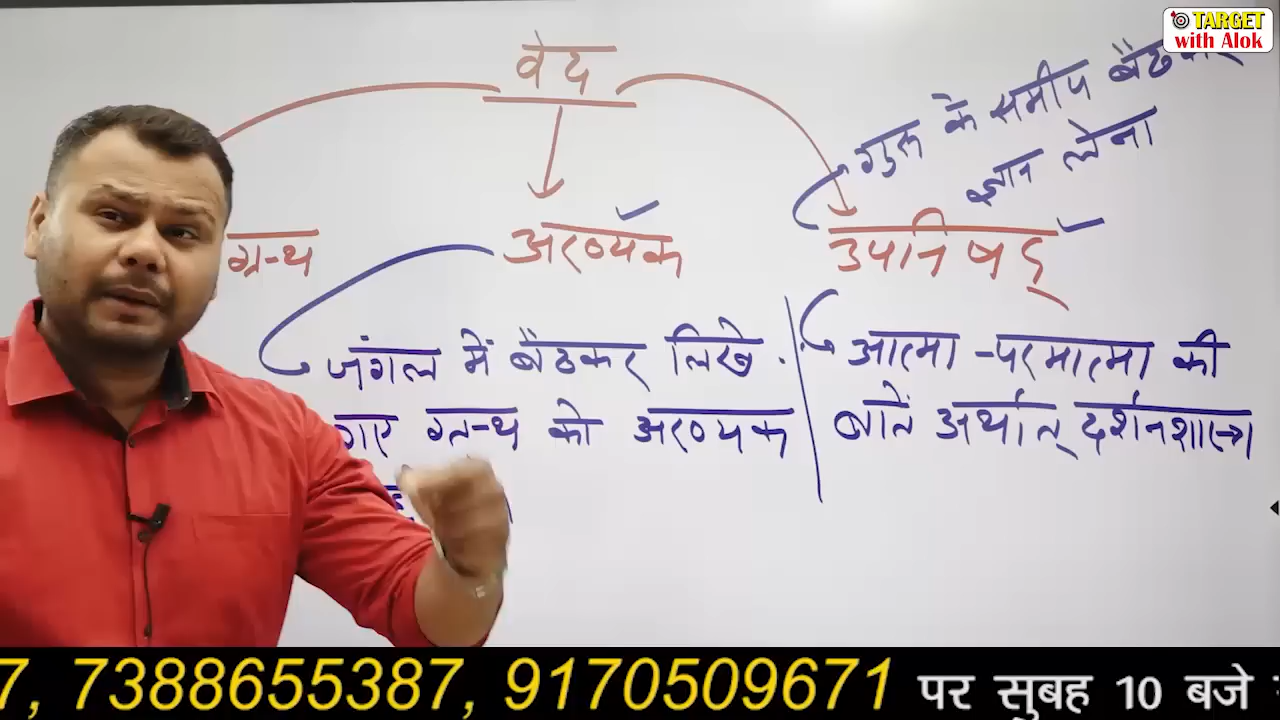 TARGET
with Alok
वेद
गुरू के समीप बैठकर
ज्ञान लेना
ग्रन्थ
अरण्यक
उपनिषद्
जंगल में बैठकर लिखे
गए ग्रन्थ को अरण्यक
आत्मा - परमात्मा की
बातें अर्थात् दर्शनशास्त्र
7, 7388655387, 9170509671 पर सुबह 10 बजे